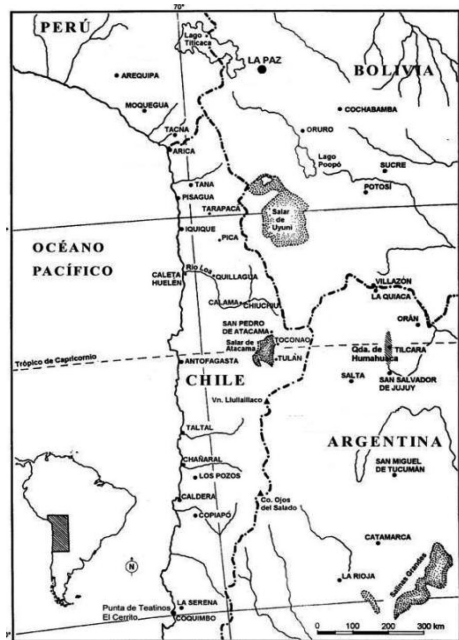 70°
PERÚ
Lago
Titicaca
LA PAZ
BOLIVIA
AREQUIPA
MOQUEGUA
COCHABAMBA
TACNA
ORURO
ARICA
Lago
Poopó
SUCRE
TANA
POTOSÍ
PISAGUA
TARAPACÁ
Salar
de
Uyuni
IQUIQUE
OCÉANO
PACÍFICO
PICA
Río Loa
CALETA
HUELÉN
QUILLAGUA
VILLAZÓN
LA QUIACA
CALAMA
CHIUCHIU
ORÁN
SAN PEDRO
DE ATACAMA
TOCONAO
Salar de
Atacama
Qda. de
Humahuaca
TILCARA
Trópico de Capricornio
TULÁN
ANTOFAGASTA
CHILE
SALTA
SAN SALVADOR
DE JUJUY
Vn. Llullaillaco
TALTAL
ARGENTINA
CHAÑARAL
SAN MIGUEL
DE TUCUMÁN
LOS POZOS
CALDERA
Co. Ojos
del Salado
COPIAPÓ
CATAMARCA
N
Salinas Grandes
LA RIOJA
Punta de Teatinos
El Cerrito
LA SERENA
COQUIMBO
0 100 200 300 km